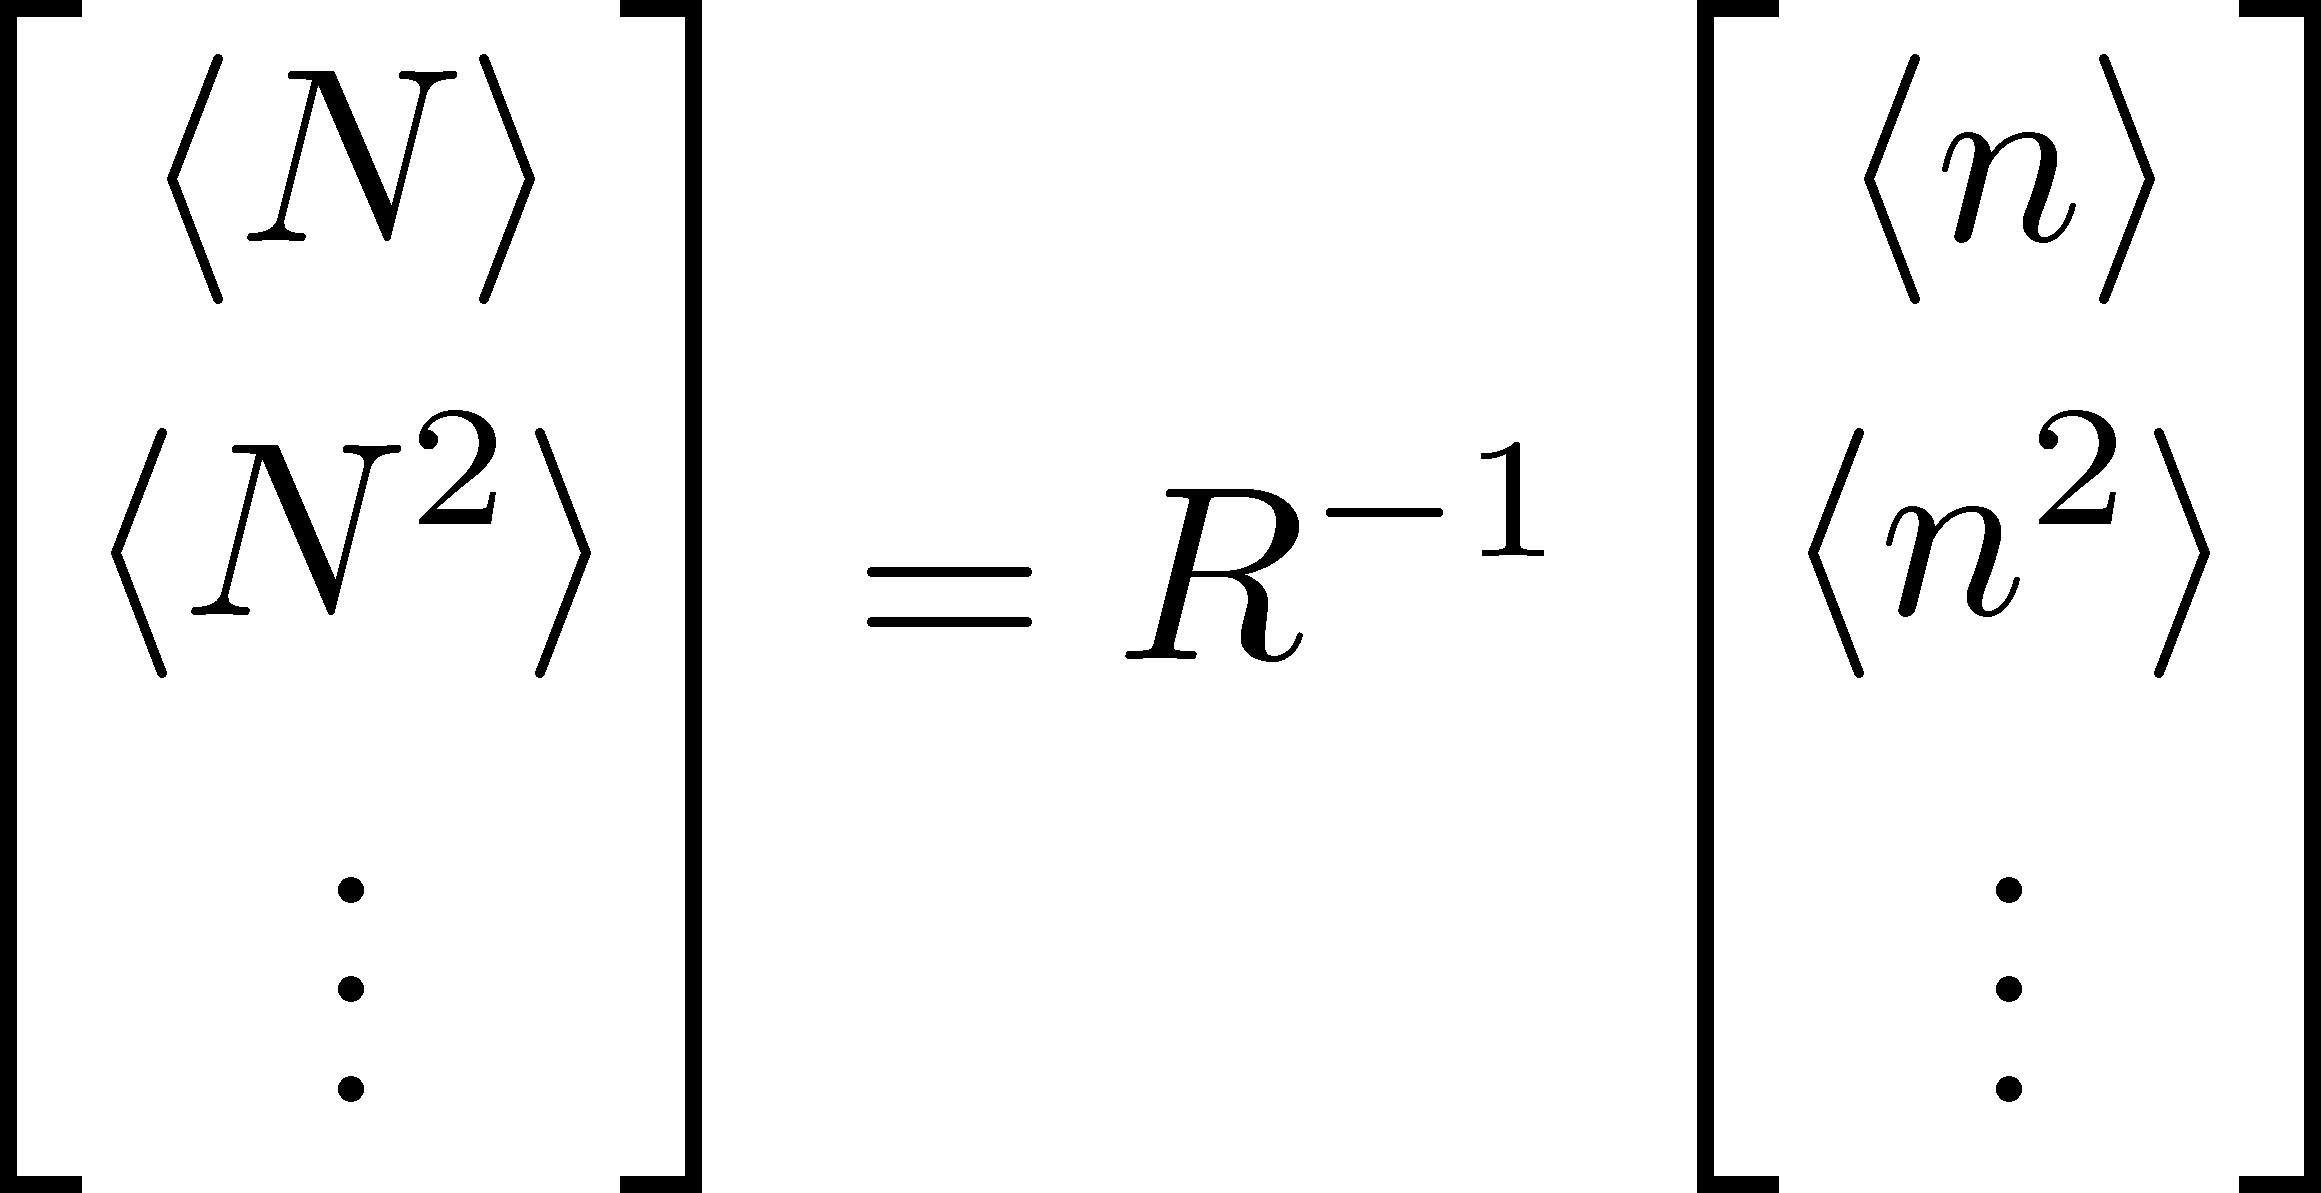 ⟨N⟩ ⟨n⟩
⟨N²⟩ = R⁻¹ ⟨n²⟩
⋮ ⋮